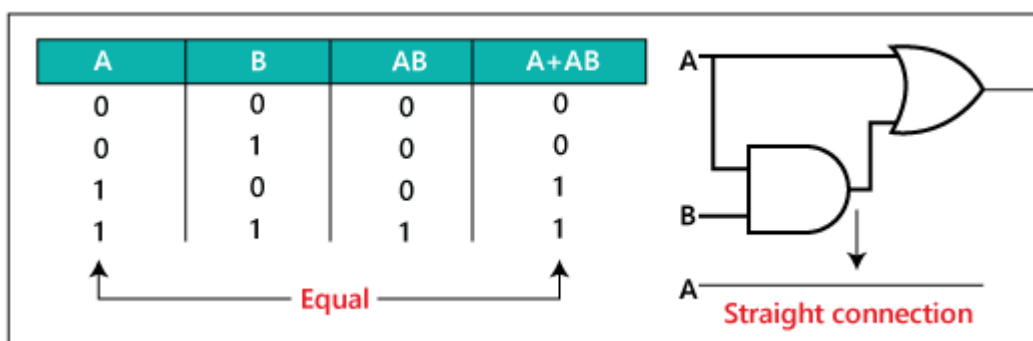 A B AB A+AB
0 0 0 0
0 1 0 0
1 0 0 1
1 1 1 1
Equal
A
B
A
Straight connection